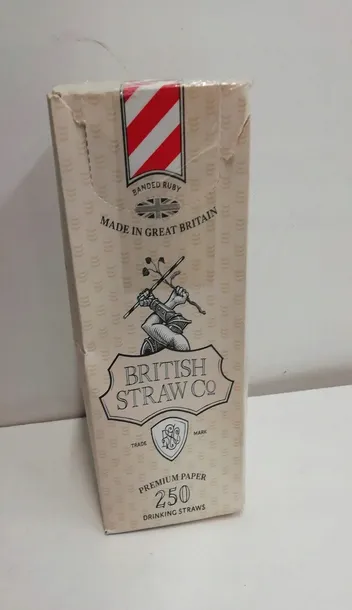 BANDED RUBY
MADE IN GREAT BRITAIN
BRITISH
STRAW Co
TRADE MARK
PREMIUM PAPER
250
DRINKING STRAWS